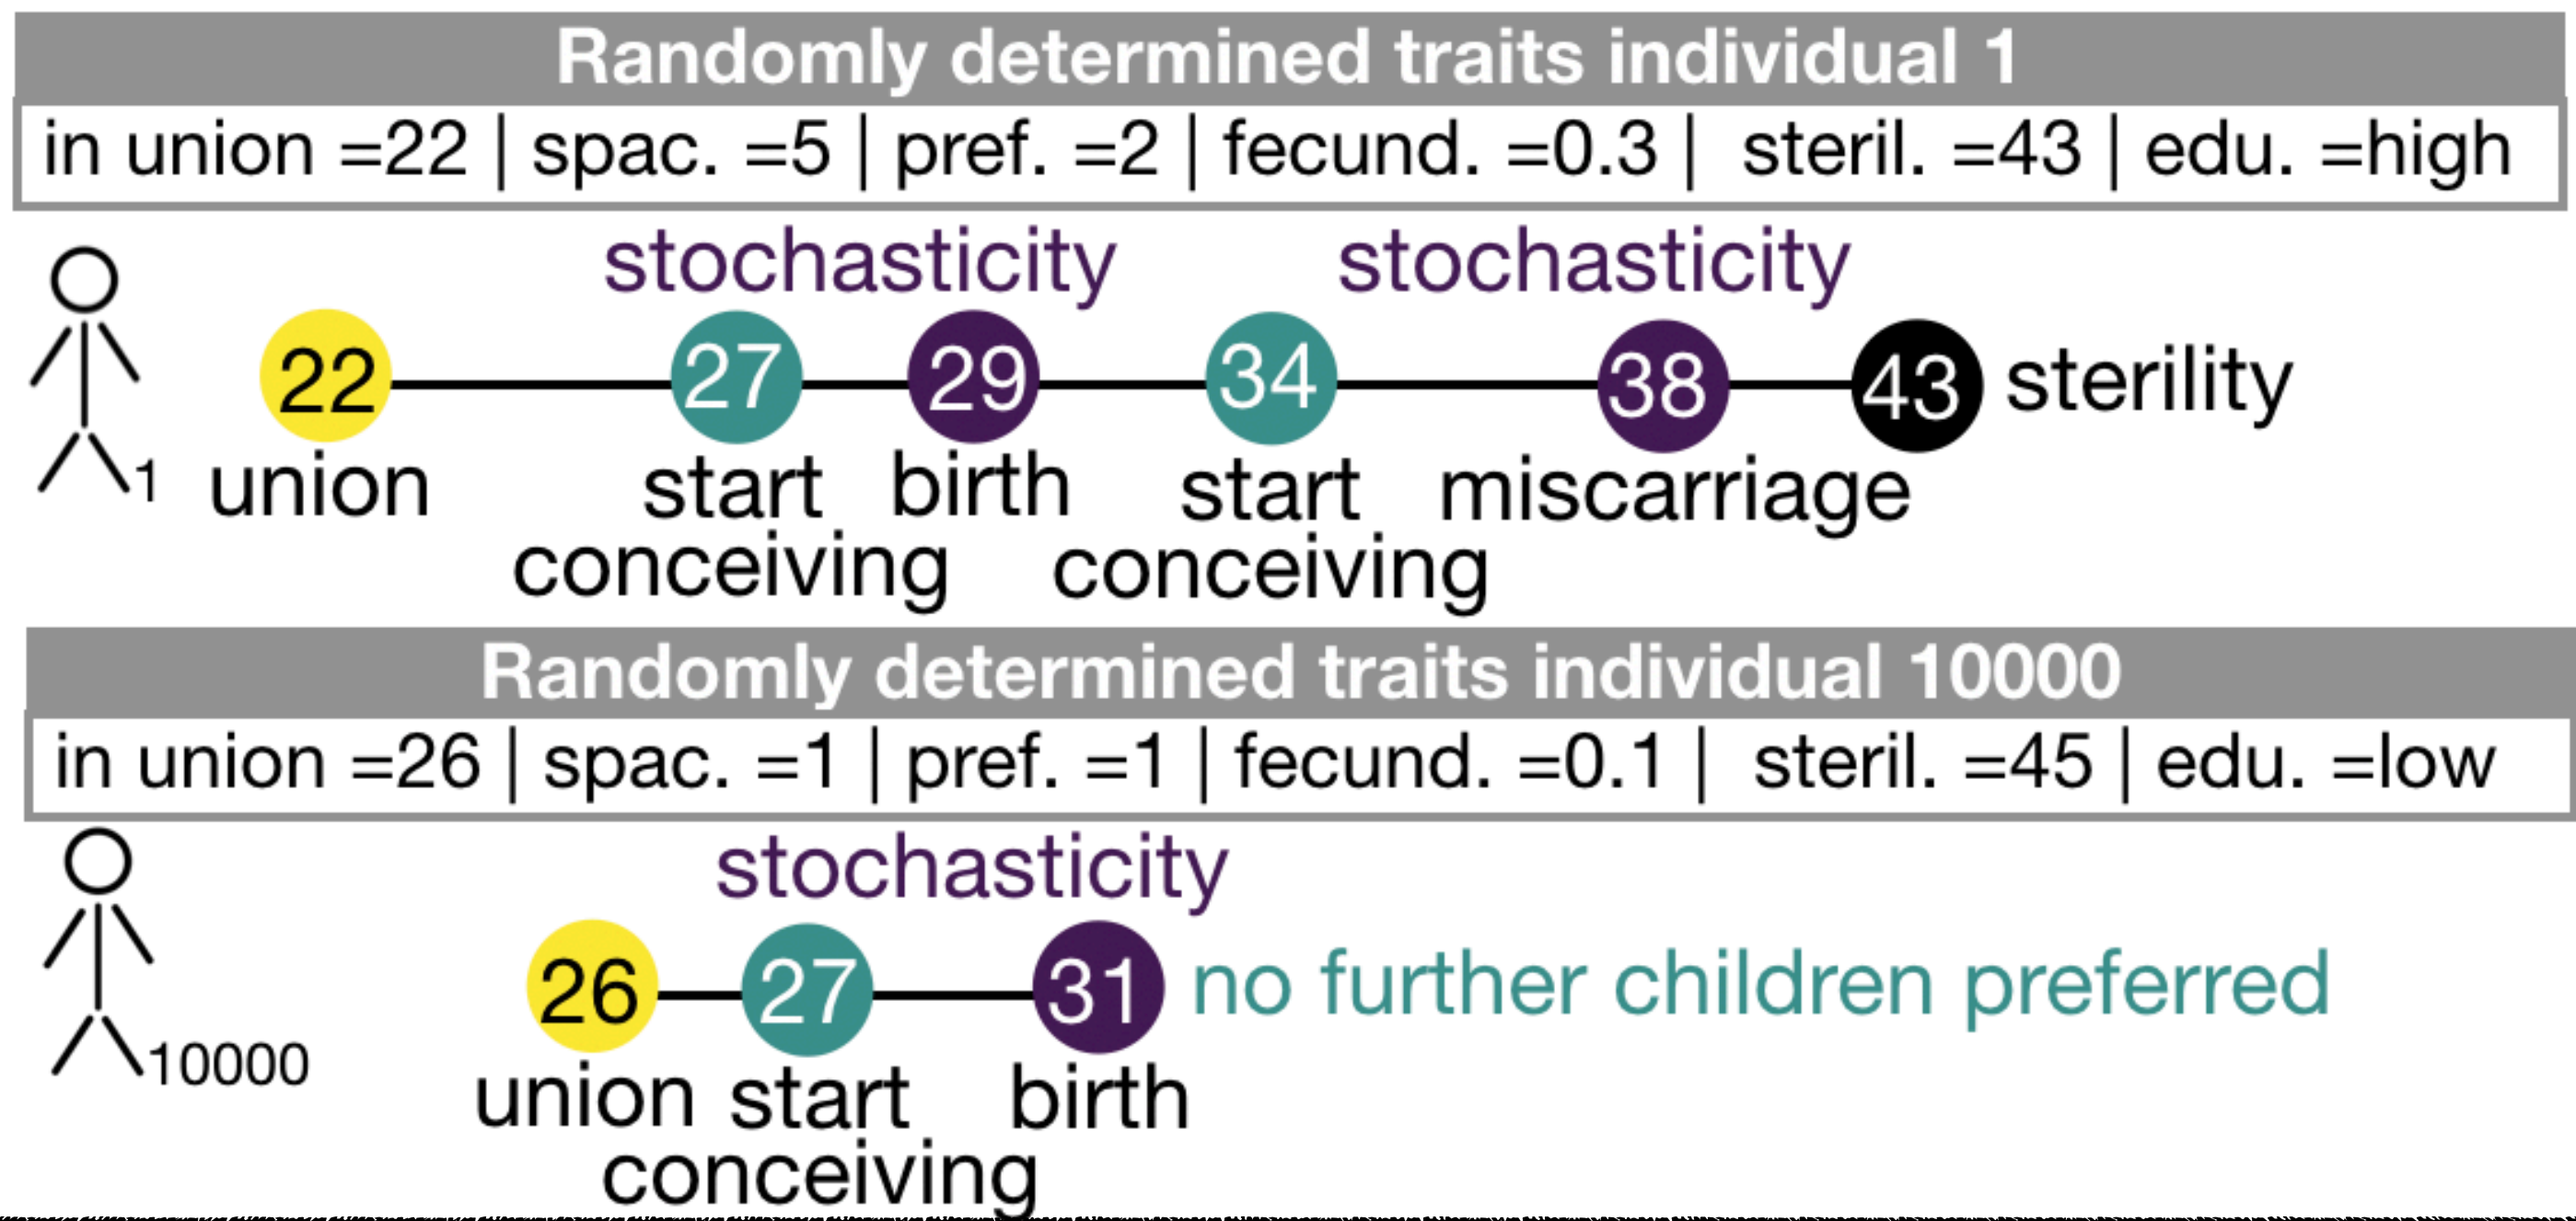 Randomly determined traits individual 1
in union =22 | spac. =5 | pref. =2 | fecund. =0.3 | steril. =43 | edu. =high
stochasticity stochasticity
22 27 29 34 38 43 sterility
1 union start birth start miscarriage
conceiving conceiving
Randomly determined traits individual 10000
in union =26 | spac. =1 | pref. =1 | fecund. =0.1 | steril. =45 | edu. =low
stochasticity
26 27 31 no further children preferred
10000 union start birth
conceiving